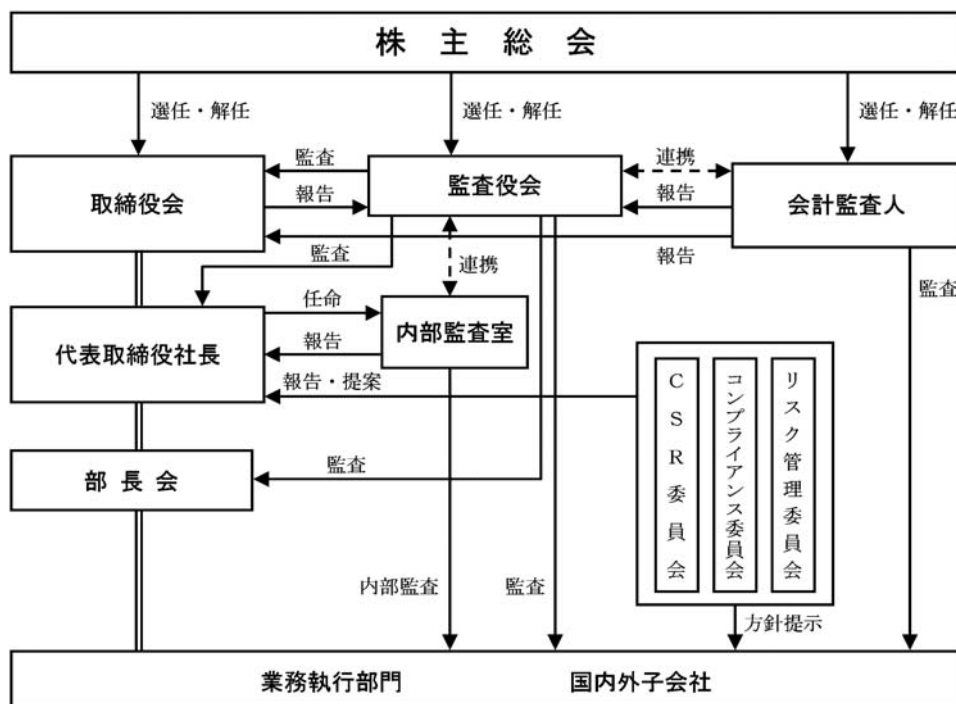 株主総会
選任・解任
選任・解任
選任・解任
取締役会
監査
報告
監査役会
連携
報告
会計監査人
報告
監査
連携
監査
代表取締役社長
任命
報告
内部監査室
報告・提案
CSR委員会
コンプライアンス委員会
リスク管理委員会
部長会
監査
内部監査
監査
方針提示
業務執行部門
国内外子会社